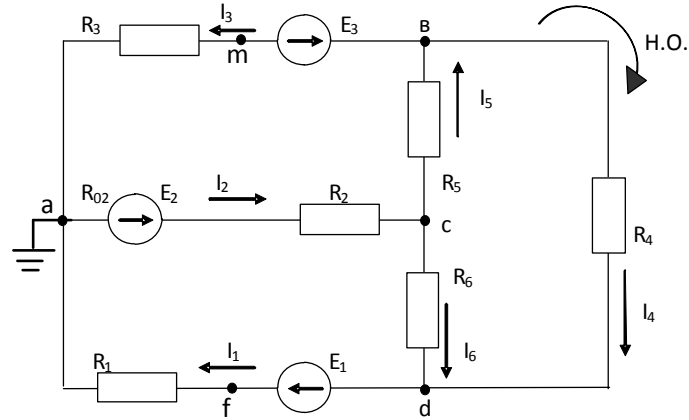 I₃
R₃
m
E₃
в
H.O.
I₅
R₅
a
R₀₂
E₂
I₂
R₂
c
R₄
R₆
I₄
I₆
R₁
I₁
E₁
f
d